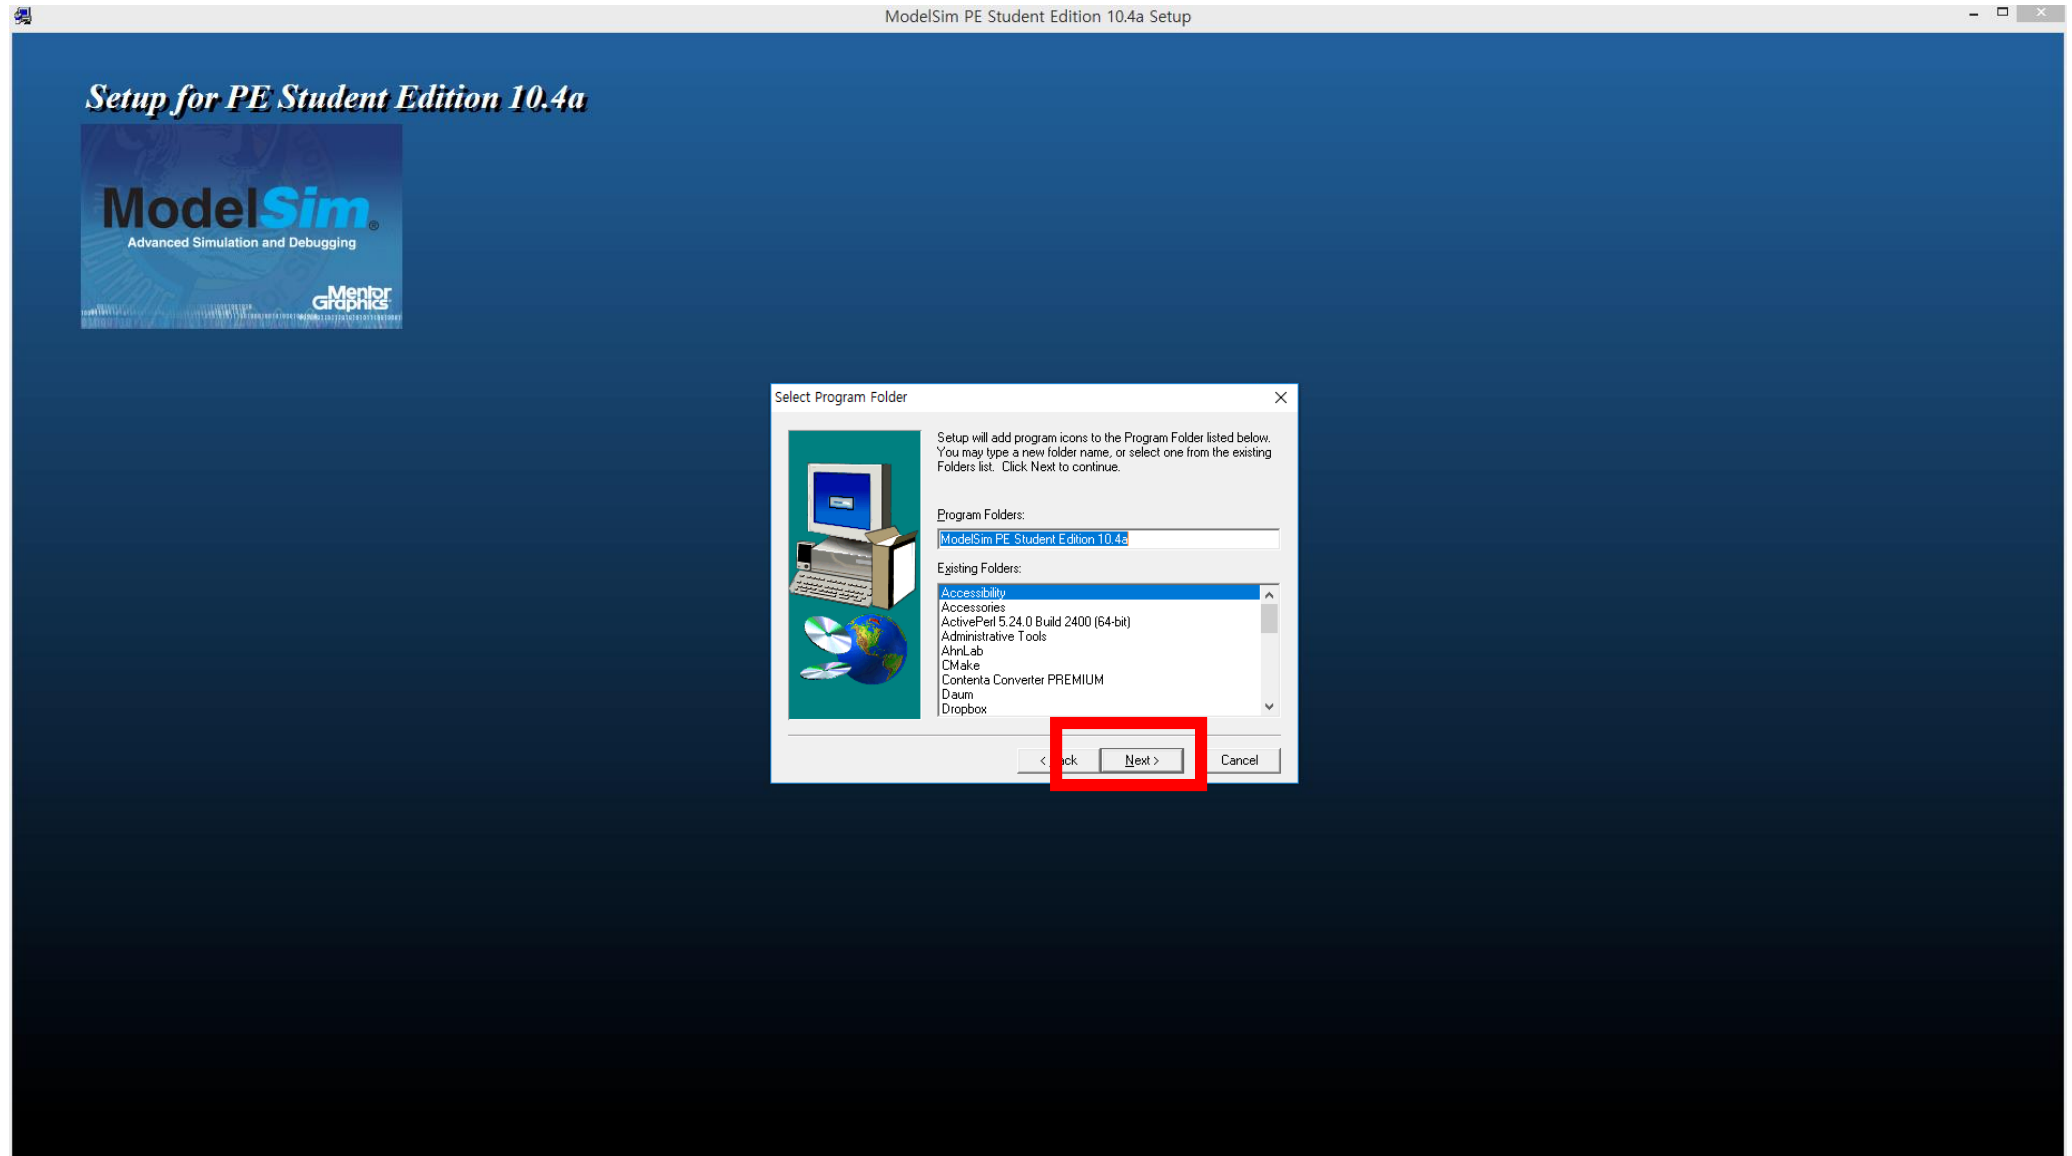 ModelSim PE Student Edition 10.4a Setup
Setup for PE Student Edition 10.4a
ModelSim®
Advanced Simulation and Debugging
Mentor
Graphics
Select Program Folder
Setup will add program icons to the Program Folder listed below.
You may type a new folder name, or select one from the existing
Folders list. Click Next to continue.
Program Folders:
ModelSim PE Student Edition 10.4a
Existing Folders:
Accessibility
Accessories
ActivePerl 5.24.0 Build 2400 (64-bit)
Administrative Tools
AhnLab
CMake
Contenta Converter PREMIUM
Daum
Dropbox
< ack Next > Cancel